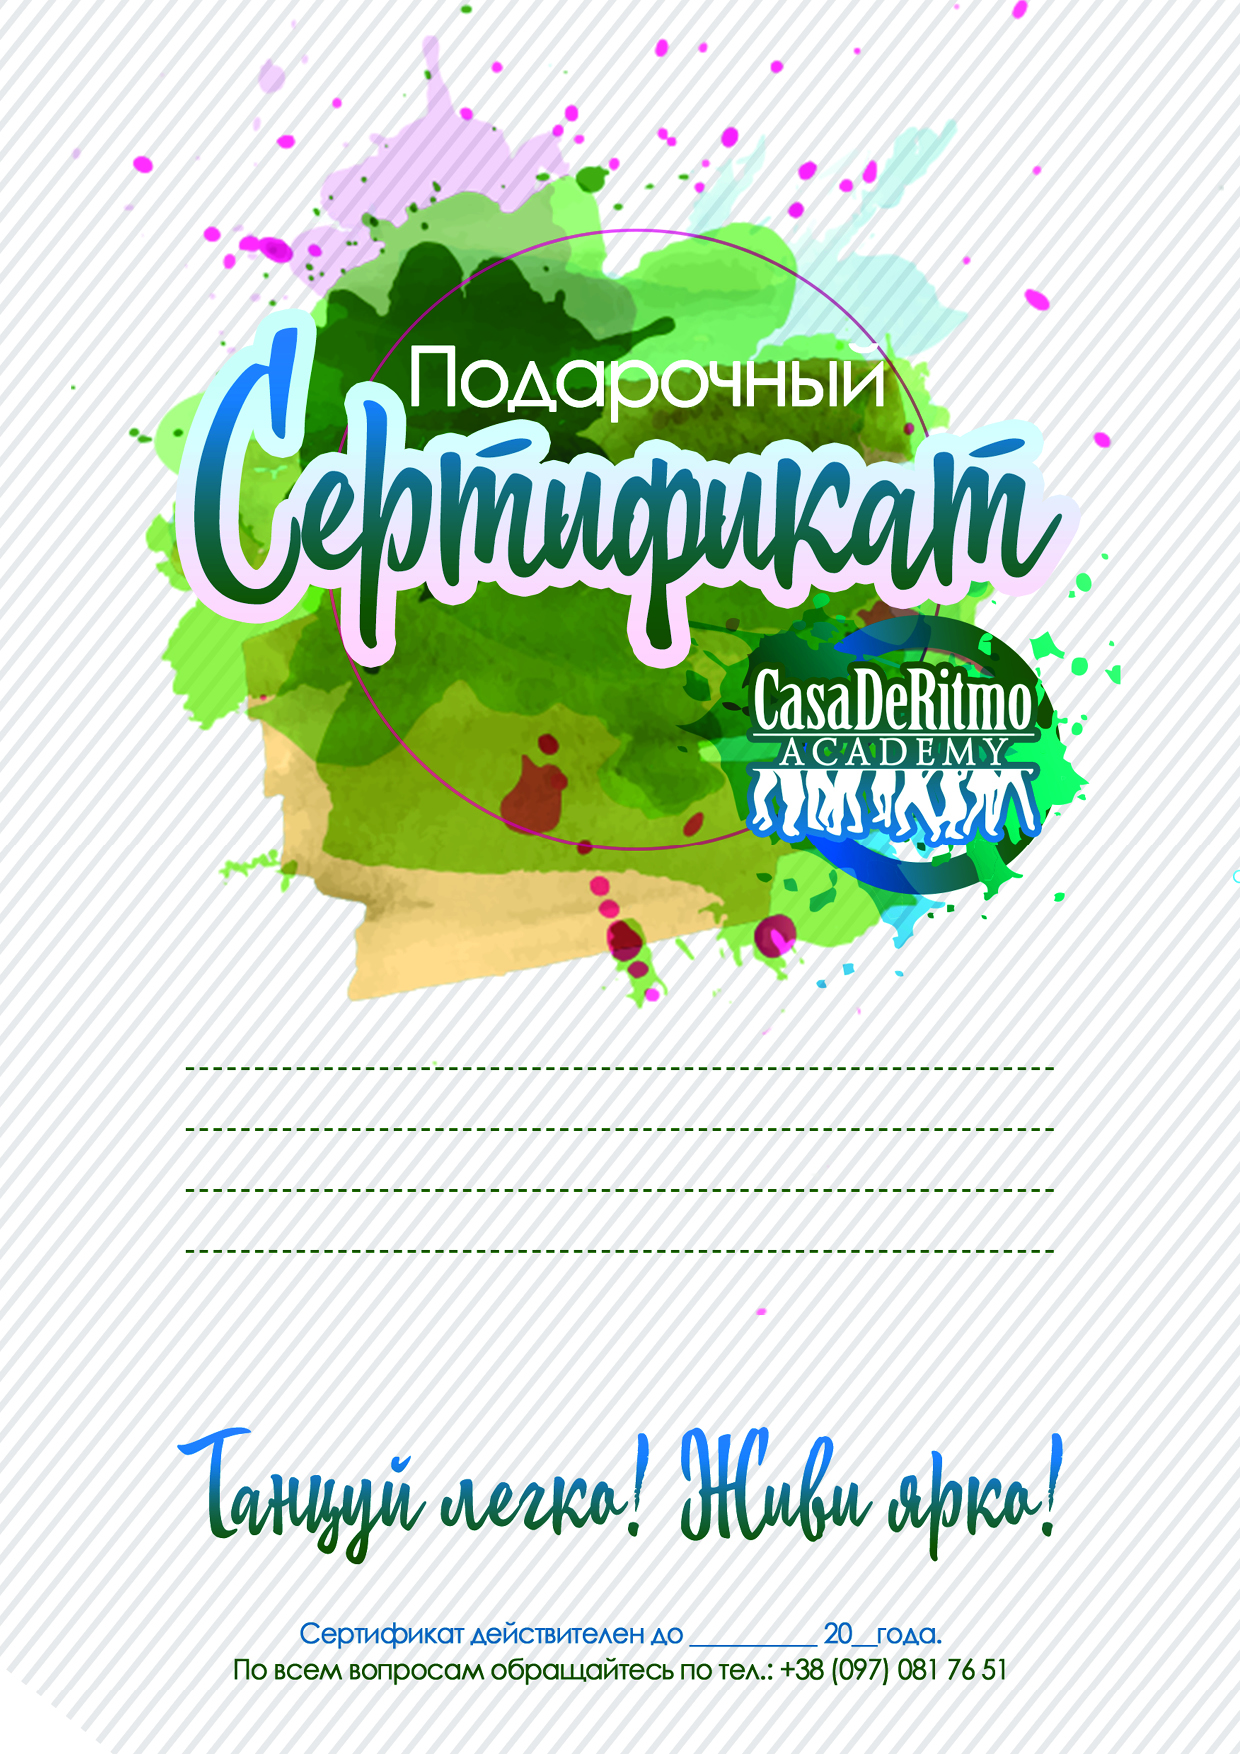 Подарочный
Сертификат
CasaDeRitmo
ACADEMY
Танцуй легко! Живи ярко!
Сертификат действителен до __________ 20__года.
По всем вопросам обращайтесь по тел.: +38 (097) 081 76 51